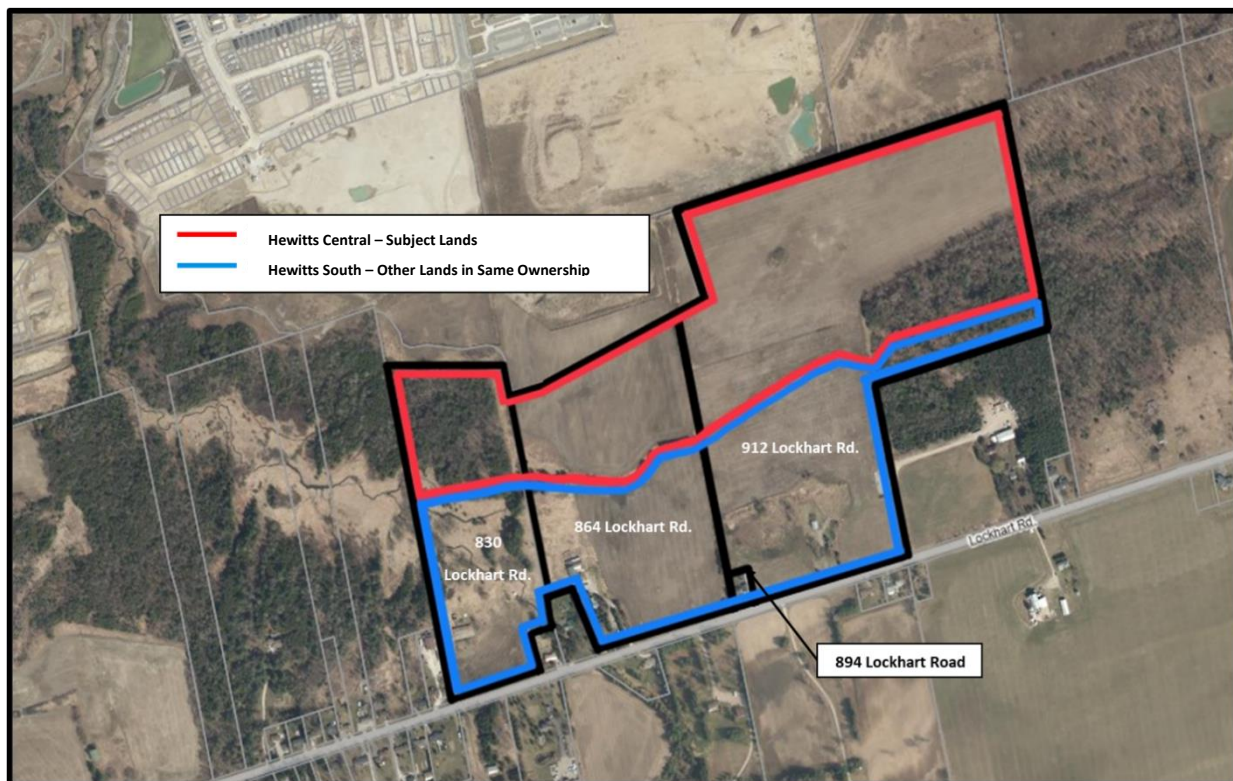 Hewitts Central – Subject Lands
Hewitts South – Other Lands in Same Ownership
912 Lockhart Rd.
864 Lockhart Rd.
830
Lockhart Rd.
Lockhart Rd.
894 Lockhart Road